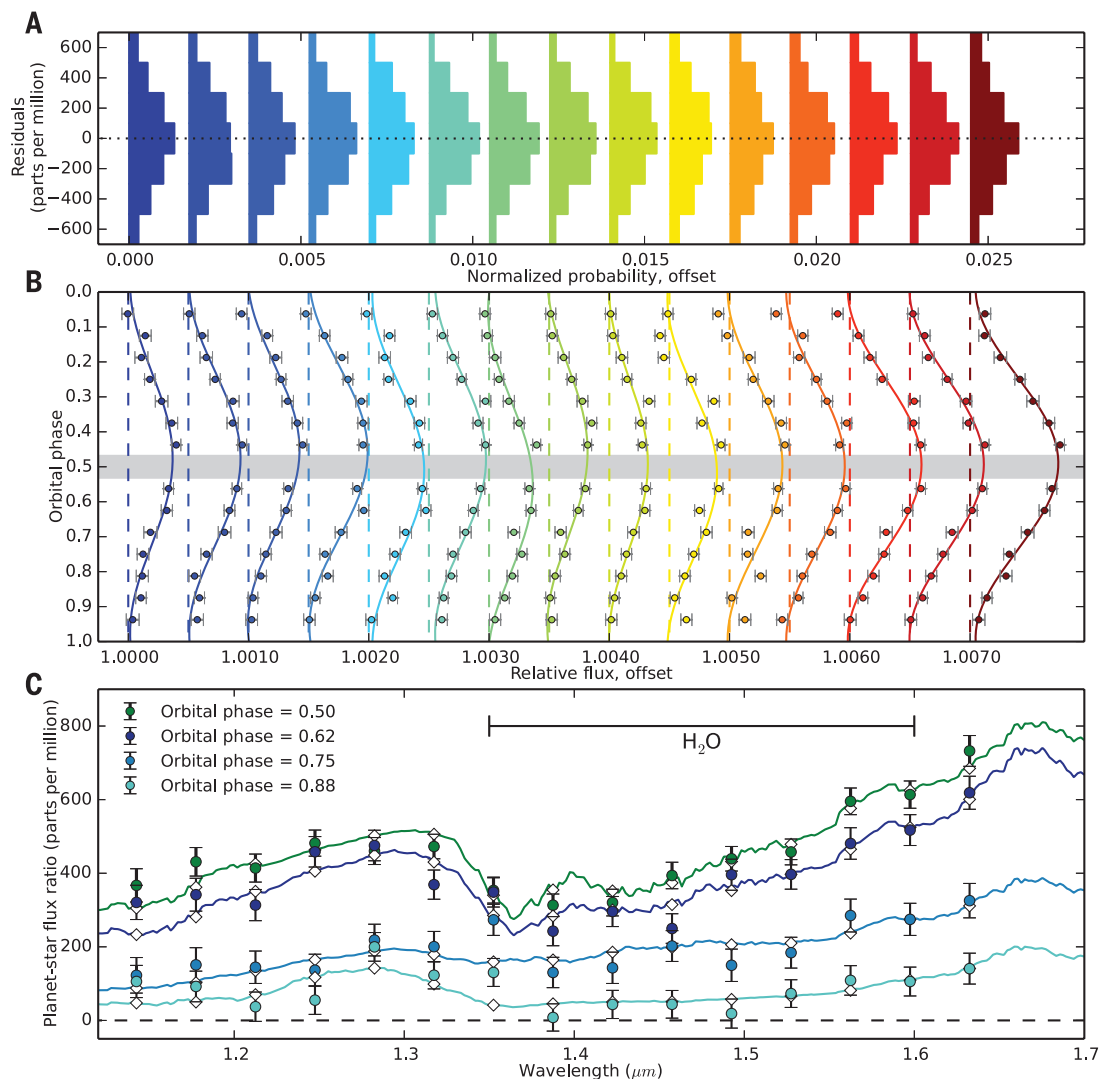 A
600
400
200
0
−200
−400
−600
Residuals
(parts per million)
0.000 0.005 0.010 0.015 0.020 0.025
Normalized probability, offset
B
0.0
0.1
0.2
0.3
0.4
0.5
0.6
0.7
0.8
0.9
1.0
Orbital phase
1.0000 1.0010 1.0020 1.0030 1.0040 1.0050 1.0060 1.0070
Relative flux, offset
C
Orbital phase = 0.50
Orbital phase = 0.62
Orbital phase = 0.75
Orbital phase = 0.88
H₂O
800
600
400
200
0
Planet-star flux ratio (parts per million)
1.2 1.3 1.4 1.5 1.6 1.7
Wavelength (μm)